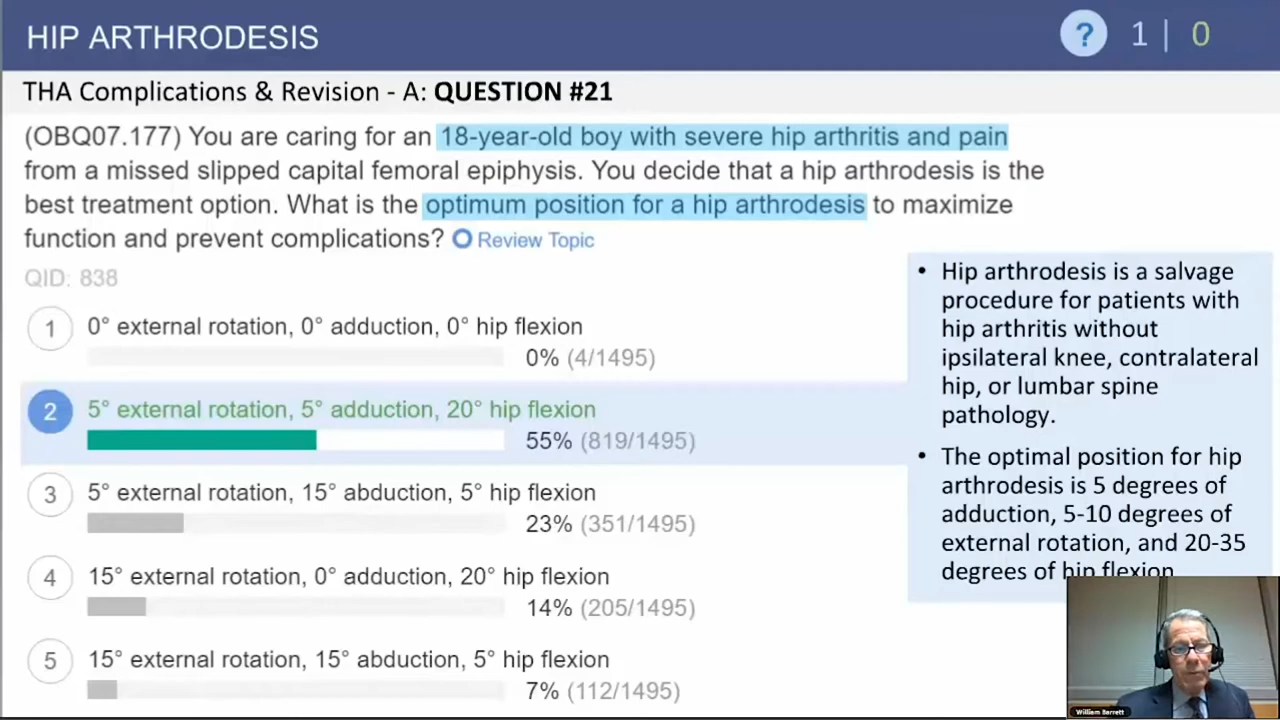 HIP ARTHRODESIS
? 1 | 0
THA Complications & Revision - A: QUESTION #21
(OBQ07.177) You are caring for an 18-year-old boy with severe hip arthritis and pain
from a missed slipped capital femoral epiphysis. You decide that a hip arthrodesis is the
best treatment option. What is the optimum position for a hip arthrodesis to maximize
function and prevent complications? Review Topic
QID: 838
1 0° external rotation, 0° adduction, 0° hip flexion
0% (4/1495)
2 5° external rotation, 5° adduction, 20° hip flexion
55% (819/1495)
3 5° external rotation, 15° abduction, 5° hip flexion
23% (351/1495)
4 15° external rotation, 0° adduction, 20° hip flexion
14% (205/1495)
5 15° external rotation, 15° abduction, 5° hip flexion
7% (112/1495)
• Hip arthrodesis is a salvage
procedure for patients with
hip arthritis without
ipsilateral knee, contralateral
hip, or lumbar spine
pathology.
• The optimal position for hip
arthrodesis is 5 degrees of
adduction, 5-10 degrees of
external rotation, and 20-35
degrees of hip flexion
William Barrett